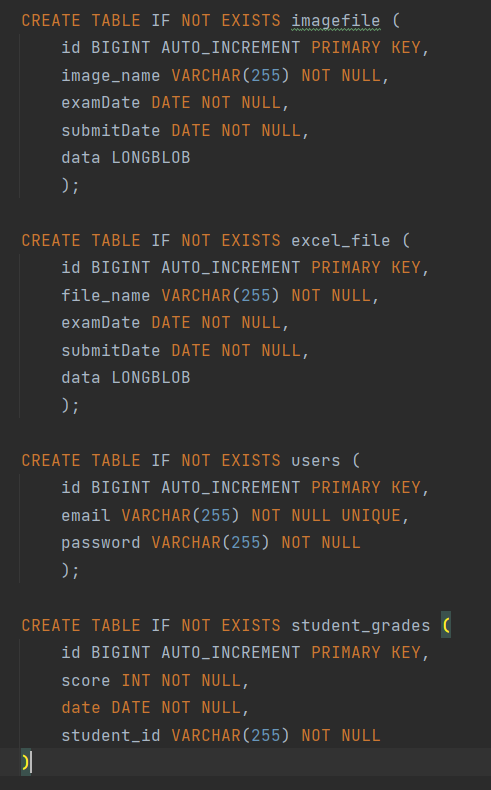 CREATE TABLE IF NOT EXISTS imagefile (
id BIGINT AUTO_INCREMENT PRIMARY KEY,
image_name VARCHAR(255) NOT NULL,
examDate DATE NOT NULL,
submitDate DATE NOT NULL,
data LONGBLOB
);
CREATE TABLE IF NOT EXISTS excel_file (
id BIGINT AUTO_INCREMENT PRIMARY KEY,
file_name VARCHAR(255) NOT NULL,
examDate DATE NOT NULL,
submitDate DATE NOT NULL,
data LONGBLOB
);
CREATE TABLE IF NOT EXISTS users (
id BIGINT AUTO_INCREMENT PRIMARY KEY,
email VARCHAR(255) NOT NULL UNIQUE,
password VARCHAR(255) NOT NULL
);
CREATE TABLE IF NOT EXISTS student_grades (
id BIGINT AUTO_INCREMENT PRIMARY KEY,
score INT NOT NULL,
date DATE NOT NULL,
student_id VARCHAR(255) NOT NULL
)